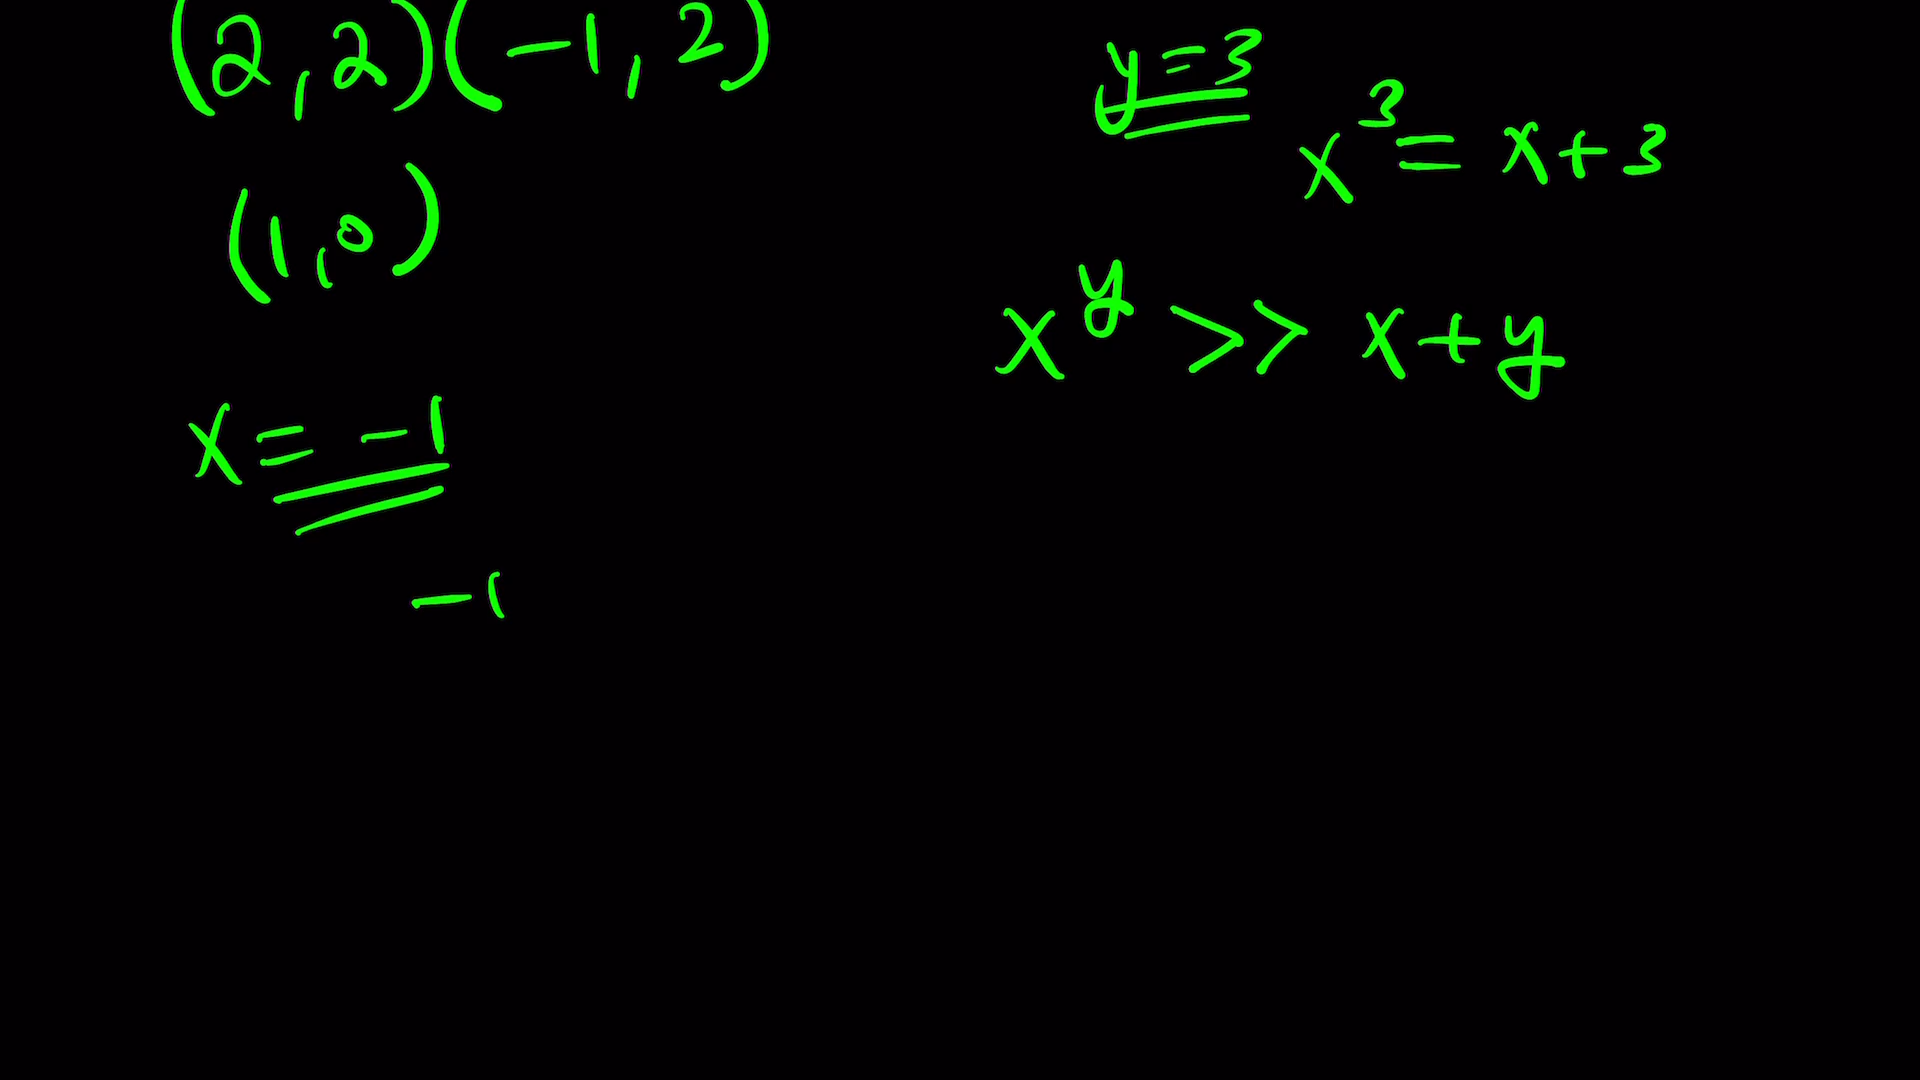 (2,2)(-1,2)
(1,0)
x = -1
-1
y=3
x³= x+3
x^y >> x+y